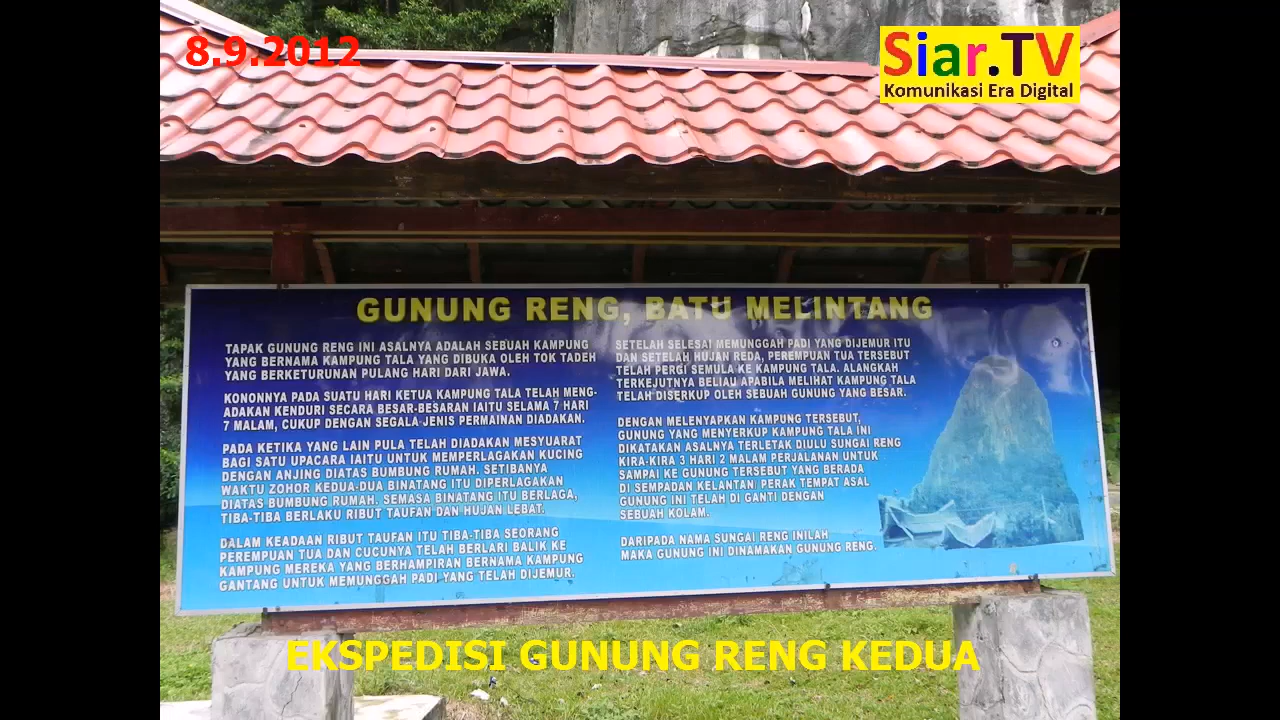 8.9.2012
Siar.TV
Komunikasi Era Digital
GUNUNG RENG, BATU MELINTANG
TAPAK GUNUNG RENG INI ASALNYA ADALAH SEBUAH KAMPUNG
YANG BERNAMA KAMPUNG TALA YANG DIBUKA OLEH TOK TADEH
YANG BERKETURUNAN PULANG HARI DARI JAWA.
KONONNYA PADA SUATU HARI KETUA KAMPUNG TALA TELAH MENG-
ADAKAN KENDURI SECARA BESAR-BESARAN IAITU SELAMA 7 HARI
7 MALAM, CUKUP DENGAN SEGALA JENIS PERMAINAN DIADAKAN.
PADA KETIKA YANG LAIN PULA TELAH DIADAKAN MESYUARAT
BAGI SATU UPACARA IAITU UNTUK MEMPERLAGAKAN KUCING
DENGAN ANJING DIATAS BUMBUNG RUMAH. SETIBANYA
WAKTU ZOHOR KEDUA-DUA BINATANG ITU DIPERLAGAKAN
DIATAS BUMBUNG RUMAH. SEMASA BINATANG ITU BERLAGA,
TIBA-TIBA BERLAKU RIBUT TAUFAN DAN HUJAN LEBAT.
DALAM KEADAAN RIBUT TAUFAN ITU TIBA-TIBA SEORANG
PEREMPUAN TUA DAN CUCUNYA TELAH BERLARI BALIK KE
KAMPUNG MEREKA YANG BERHAMPIRAN BERNAMA KAMPUNG
GANTANG UNTUK MEMUNGGAH PADI YANG TELAH DIJEMUR.
SETELAH SELESAI MEMUNGGAH PADI YANG DIJEMUR ITU
DAN SETELAH HUJAN REDA, PEREMPUAN TUA TERSEBUT
TELAH PERGI SEMULA KE KAMPUNG TALA. ALANGKAH
TERKEJUTNYA BELIAU APABILA MELIHAT KAMPUNG TALA
TELAH DISERKUP OLEH SEBUAH GUNUNG YANG BESAR.
DENGAN MELENYAPKAN KAMPUNG TERSEBUT,
GUNUNG YANG MENYERKUP KAMPUNG TALA INI
DIKATAKAN ASALNYA TERLETAK DIULU SUNGAI RENG
KIRA-KIRA 3 HARI 2 MALAM PERJALANAN UNTUK
SAMPAI KE GUNUNG TERSEBUT YANG BERADA
DI SEMPADAN KELANTAN PERAK TEMPAT ASAL
GUNUNG INI TELAH DI GANTI DENGAN
SEBUAH KOLAM.
DARIPADA NAMA SUNGAI RENG INILAH
MAKA GUNUNG INI DINAMAKAN GUNUNG RENG.
EKSPEDISI GUNUNG RENG KEDUA